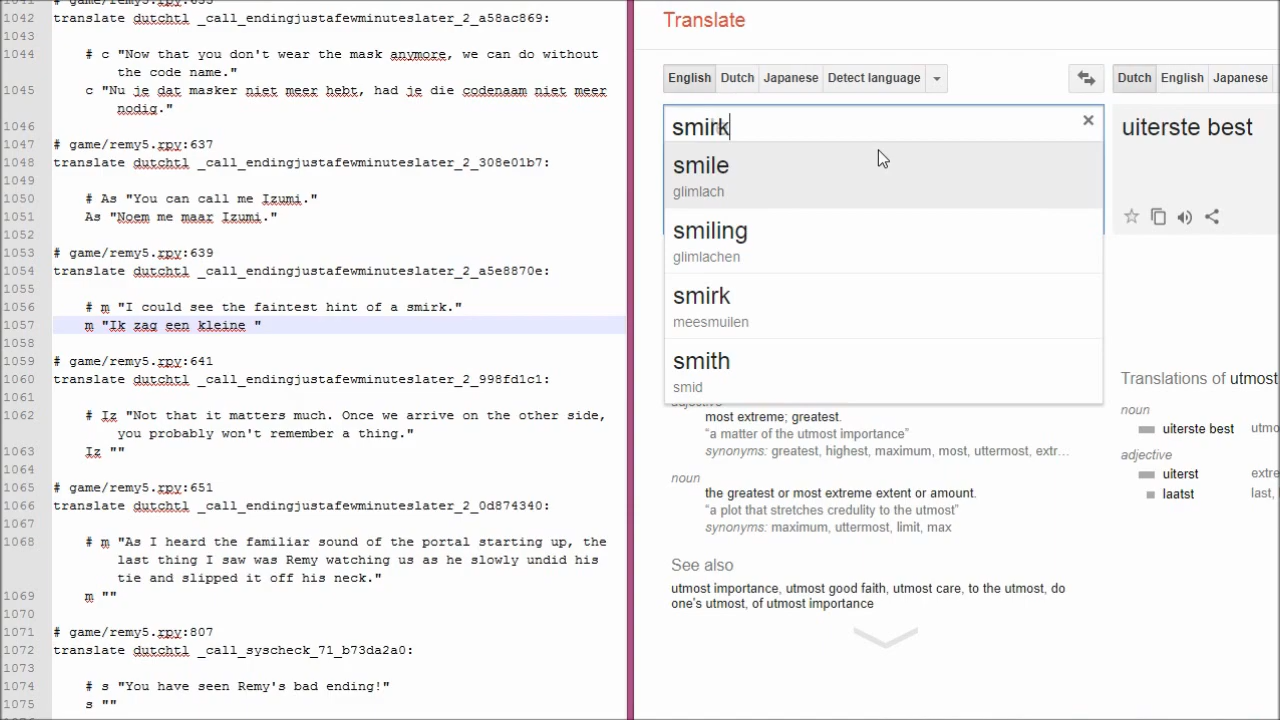 1042 translate dutchtl _call_endingjustafewminuteslater_2_a58ac869:
1043
1044 # c "Now that you don't wear the mask anymore, we can do without
the code name."
1045 c "Nu je dat masker niet meer hebt, had je die codenaam niet meer
nodig."
1046
1047 # game/remy5.rpy:637
1048 translate dutchtl _call_endingjustafewminuteslater_2_308e01b7:
1049
1050 # As "You can call me Izumi."
1051 As "Noem me maar Izumi."
1052
1053 # game/remy5.rpy:639
1054 translate dutchtl _call_endingjustafewminuteslater_2_a5e8870e:
1055
1056 # m "I could see the faintest hint of a smirk."
1057 m "Ik zag een kleine "
1058
1059 # game/remy5.rpy:641
1060 translate dutchtl _call_endingjustafewminuteslater_2_998fd1c1:
1061
1062 # Iz "Not that it matters much. Once we arrive on the other side,
you probably won't remember a thing."
1063 Iz ""
1064
1065 # game/remy5.rpy:651
1066 translate dutchtl _call_endingjustafewminuteslater_2_0d874340:
1067
1068 # m "As I heard the familiar sound of the portal starting up, the
last thing I saw was Remy watching us as he slowly undid his
tie and slipped it off his neck."
1069 m ""
1070
1071 # game/remy5.rpy:807
1072 translate dutchtl _call_syscheck_71_b73da2a0:
1073
1074 # s "You have seen Remy's bad ending!"
1075 s ""
Translate
English Dutch Japanese Detect language
Dutch English Japanese
smirk
uiterste best
smile
glimlach
smiling
glimlachen
smirk
meesmuilen
smith
smid
most extreme; greatest.
"a matter of the utmost importance"
synonyms: greatest, highest, maximum, most, uttermost, extr...
noun
the greatest or most extreme extent or amount.
"a plot that stretches credulity to the utmost"
synonyms: maximum, uttermost, limit, max
See also
utmost importance, utmost good faith, utmost care, to the utmost, do
one's utmost, of utmost importance
Translations of utmost
noun
uiterste best utmo
adjective
uiterst extre
laatst last,